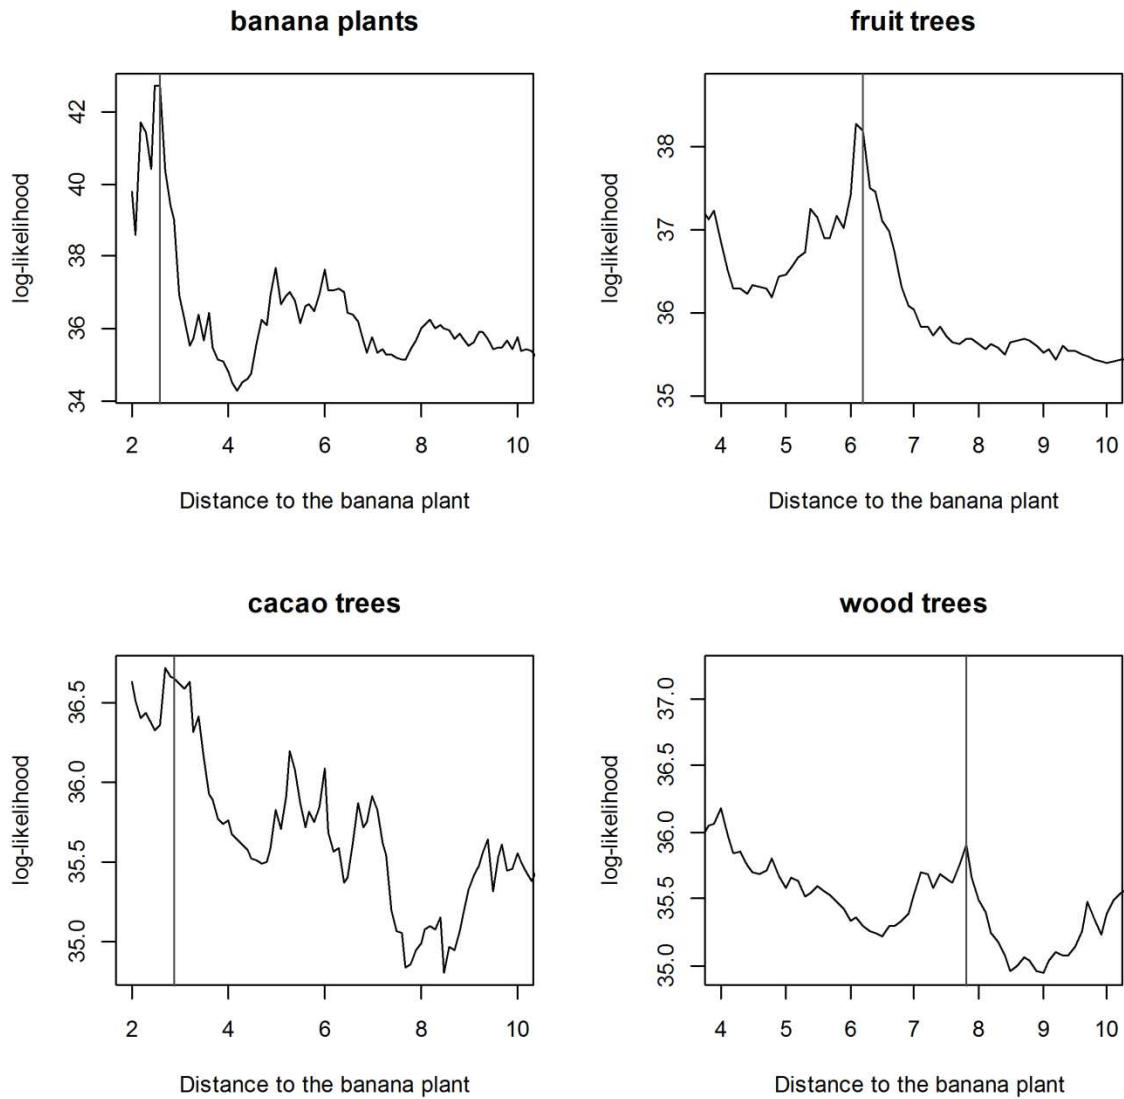 banana plants
log-likelihood
42
40
38
36
34
2 4 6 8 10
Distance to the banana plant
fruit trees
log-likelihood
38
37
36
35
4 5 6 7 8 9 10
Distance to the banana plant
cacao trees
log-likelihood
36.5
36.0
35.5
35.0
2 4 6 8 10
Distance to the banana plant
wood trees
log-likelihood
37.0
36.5
36.0
35.5
35.0
4 5 6 7 8 9 10
Distance to the banana plant